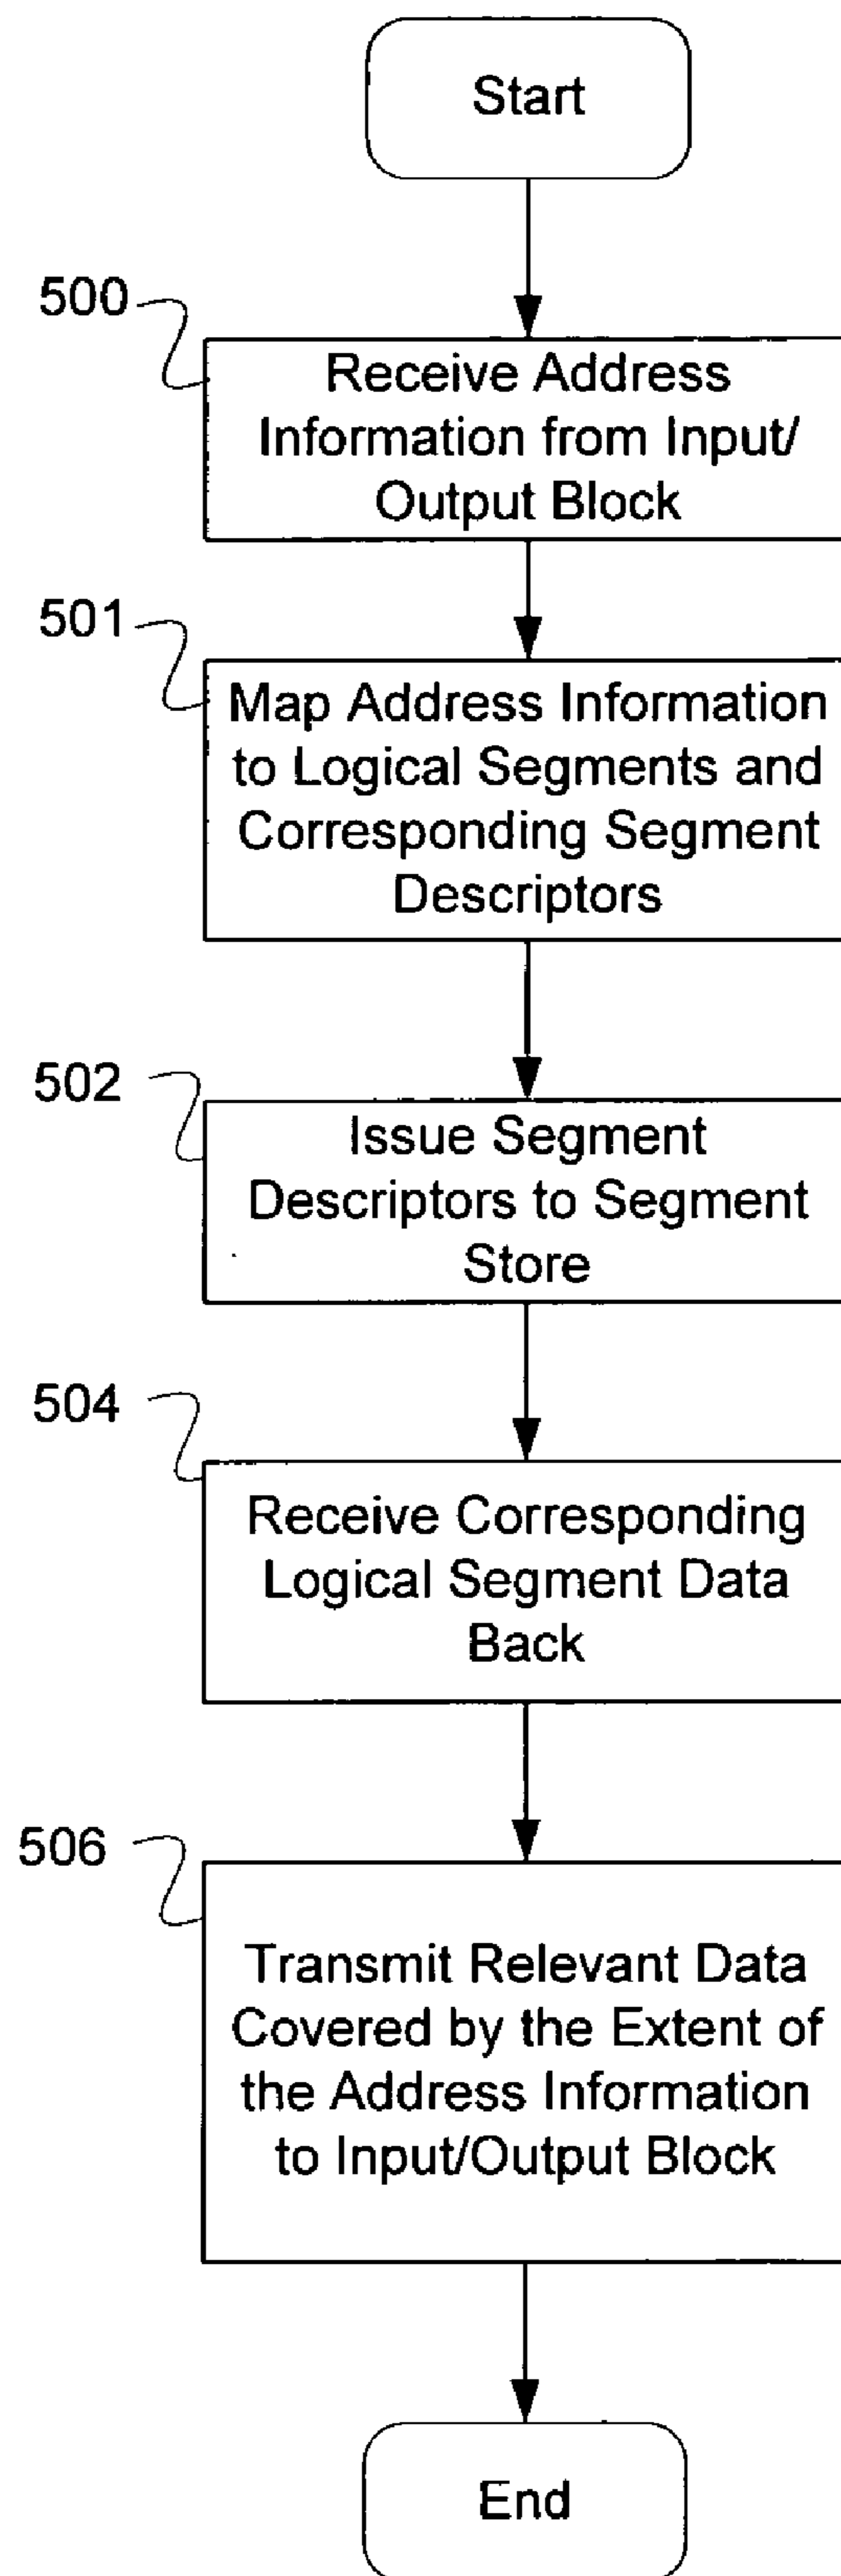 Start
500
Receive Address
Information from Input/
Output Block
501
Map Address Information
to Logical Segments and
Corresponding Segment
Descriptors
502
Issue Segment
Descriptors to Segment
Store
504
Receive Corresponding
Logical Segment Data
Back
506
Transmit Relevant Data
Covered by the Extent of
the Address Information
to Input/Output Block
End